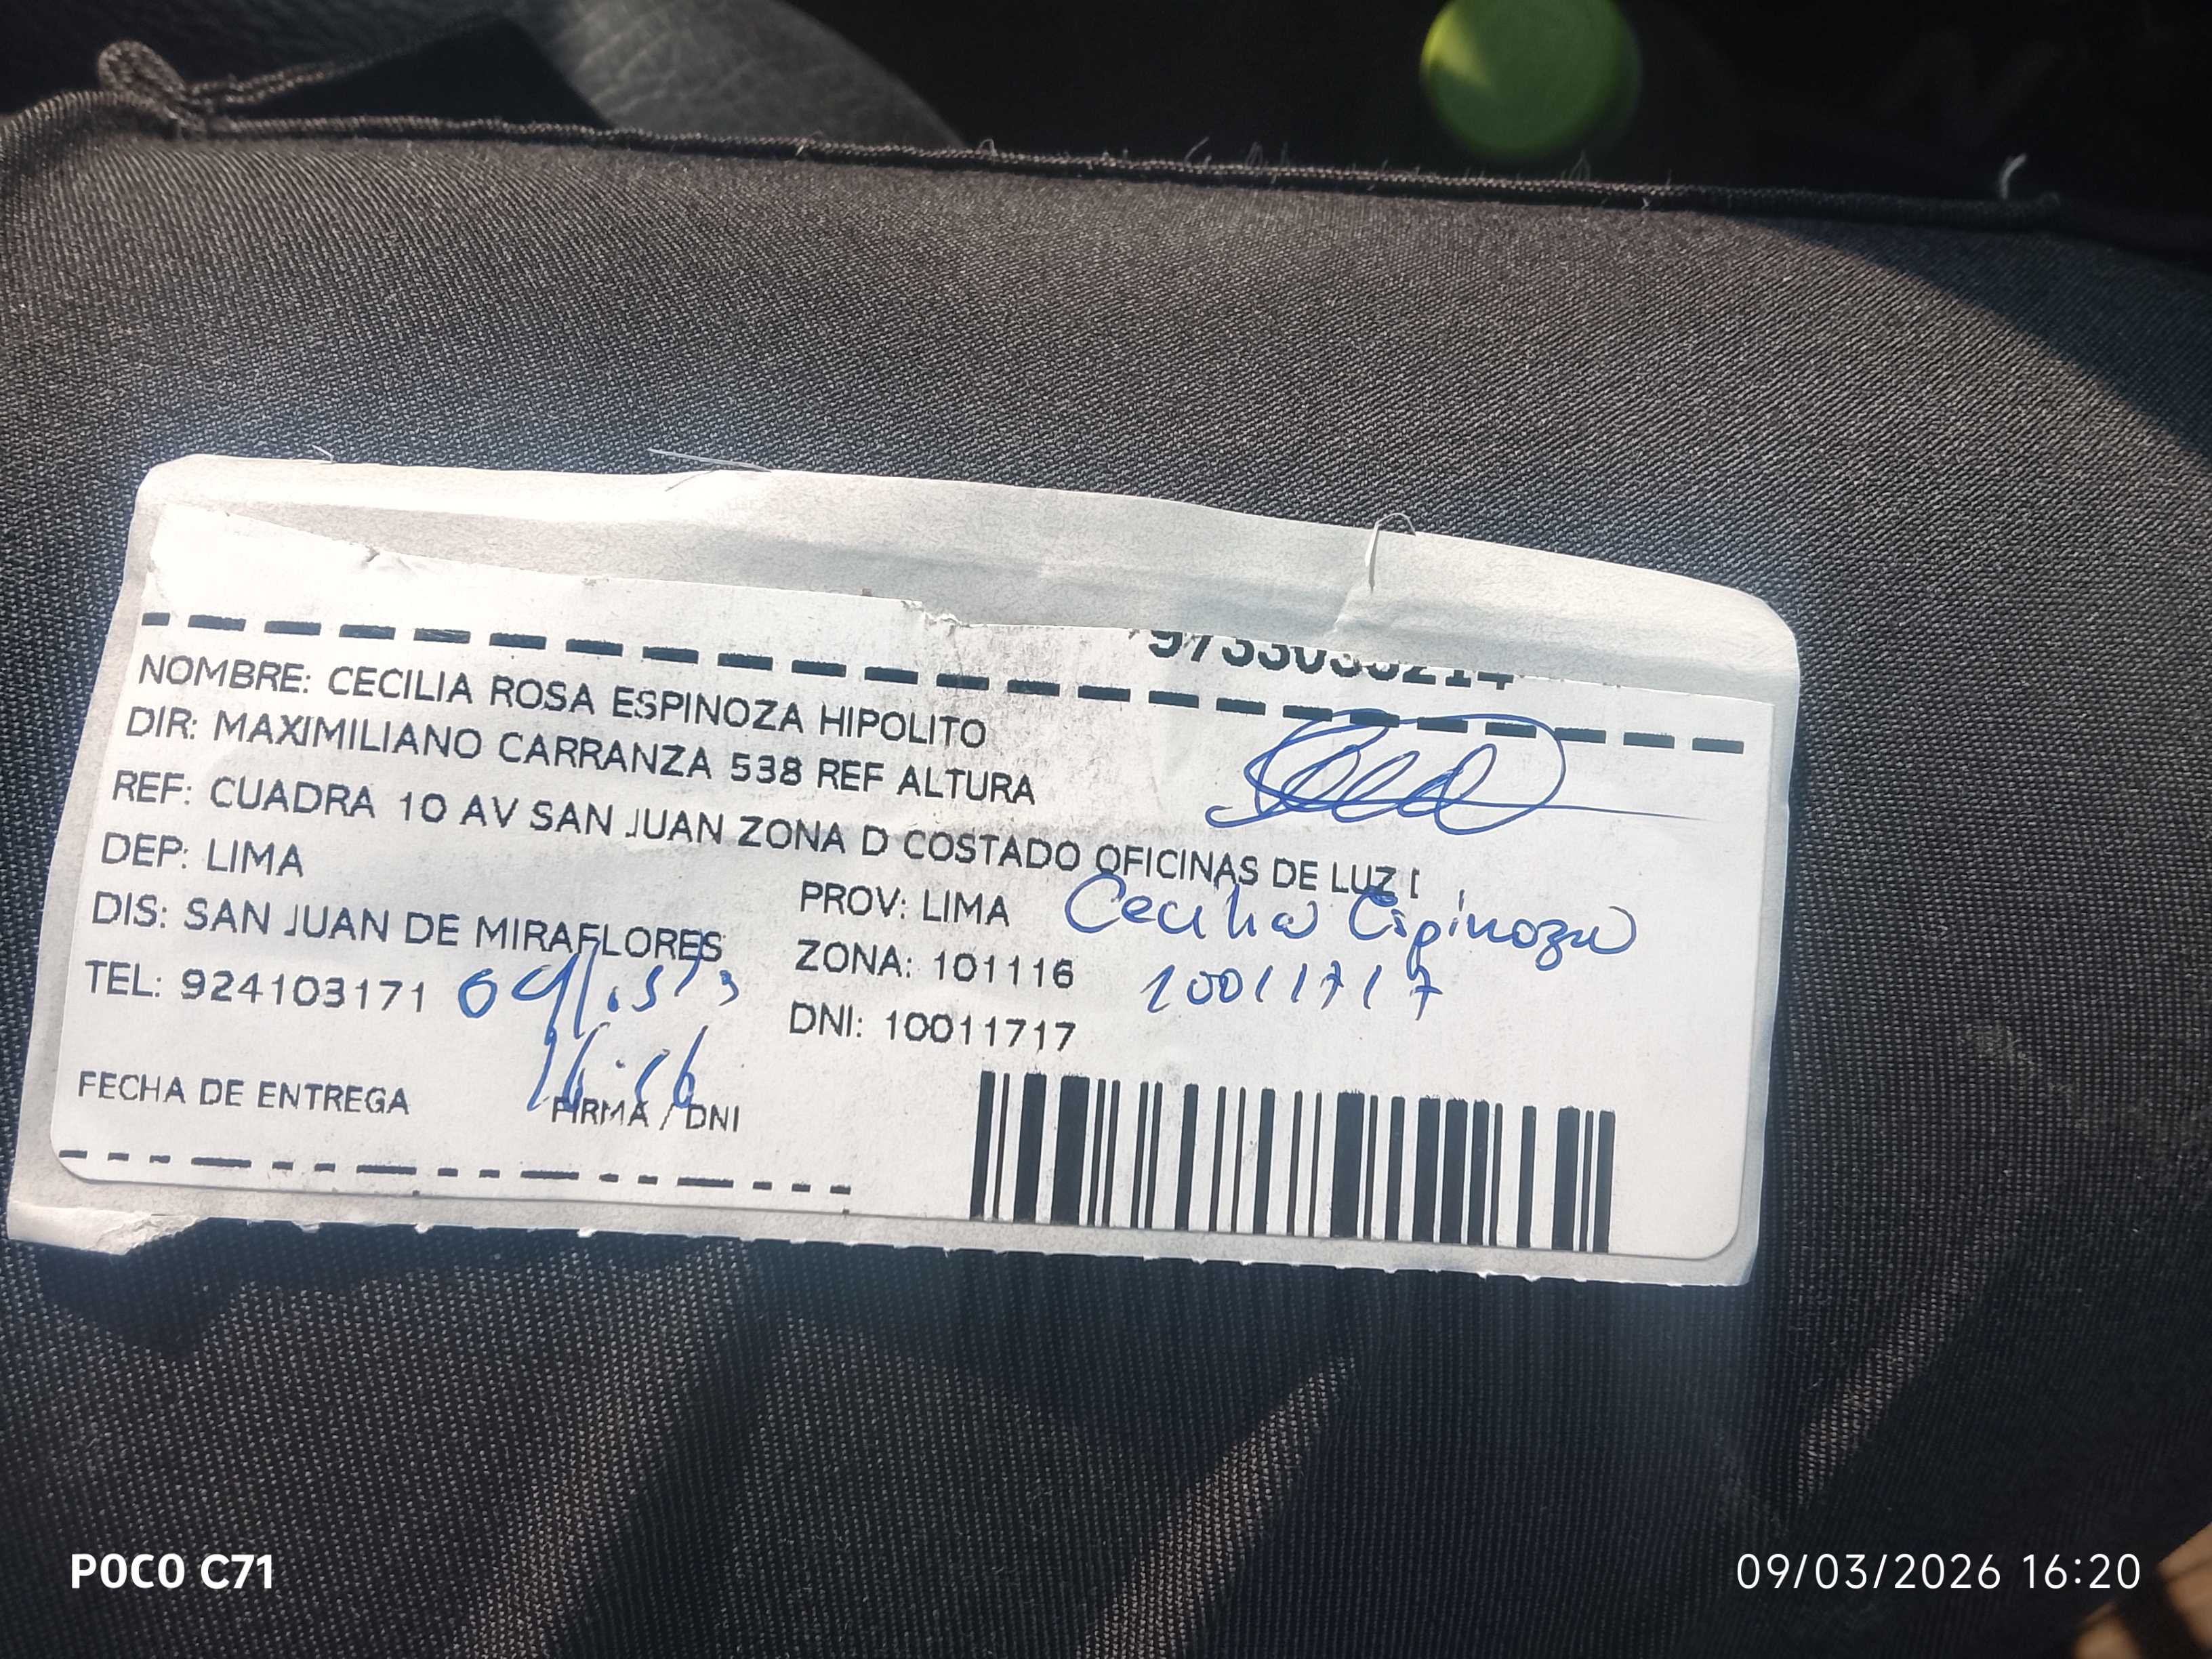 NOMBRE: CECILIA ROSA ESPINOZA HIPOLITO
DIR: MAXIMILIANO CARRANZA 538 REF ALTURA
REF: CUADRA 10 AV SAN JUAN ZONA D COSTADO OFICINAS DE LUZ
DEP: LIMA
PROV: LIMA
Cecilia Espinoza
DIS: SAN JUAN DE MIRAFLORES
ZONA: 101116
10011717
TEL: 924103171
DNI: 10011717
FECHA DE ENTREGA
FIRMA / DNI
POCO C71
09/03/2026 16:20